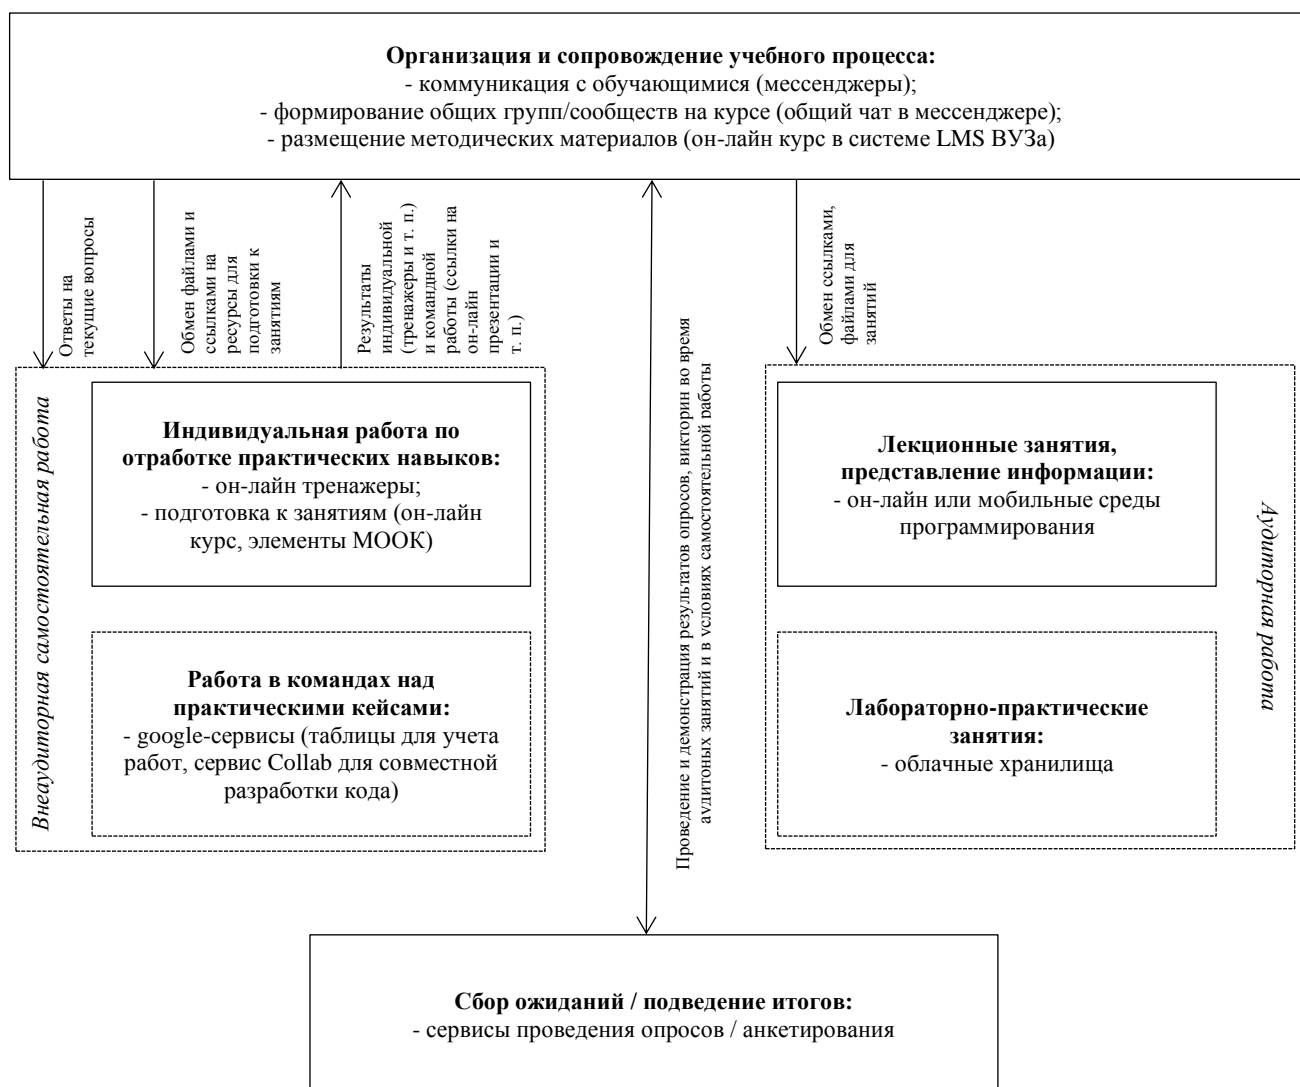 Организация и сопровождение учебного процесса:
- коммуникация с обучающимися (мессенджеры);
- формирование общих групп/сообществ на курсе (общий чат в мессенджере);
- размещение методических материалов (он-лайн курс в системе LMS ВУЗа)
Ответы на
текущие вопросы
Обмен файлами и
ссылками на
ресурсы для
подготовки к
занятиям
Результаты
индивидуальной
(тренажеры и т. п.)
и командной
работы (ссылки на
он-лайн
презентации и
т. п.)
Проведение и демонстрация результатов опросов, викторин во время
аудитоных занятий и в условиях самостоятельной работы
Обмен ссылками,
файлами для
занятий
Внеаудиторная самостоятельная работа
Индивидуальная работа по
отработке практических навыков:
- он-лайн тренажеры;
- подготовка к занятиям (он-лайн
курс, элементы МООК)
Работа в командах над
практическими кейсами:
- google-сервисы (таблицы для учета
работ, сервис Collab для совместной
разработки кода)
Лекционные занятия,
представление информации:
- он-лайн или мобильные среды
программирования
Лабораторно-практические
занятия:
- облачные хранилища
Аудиторная работа
Сбор ожиданий / подведение итогов:
- сервисы проведения опросов / анкетирования